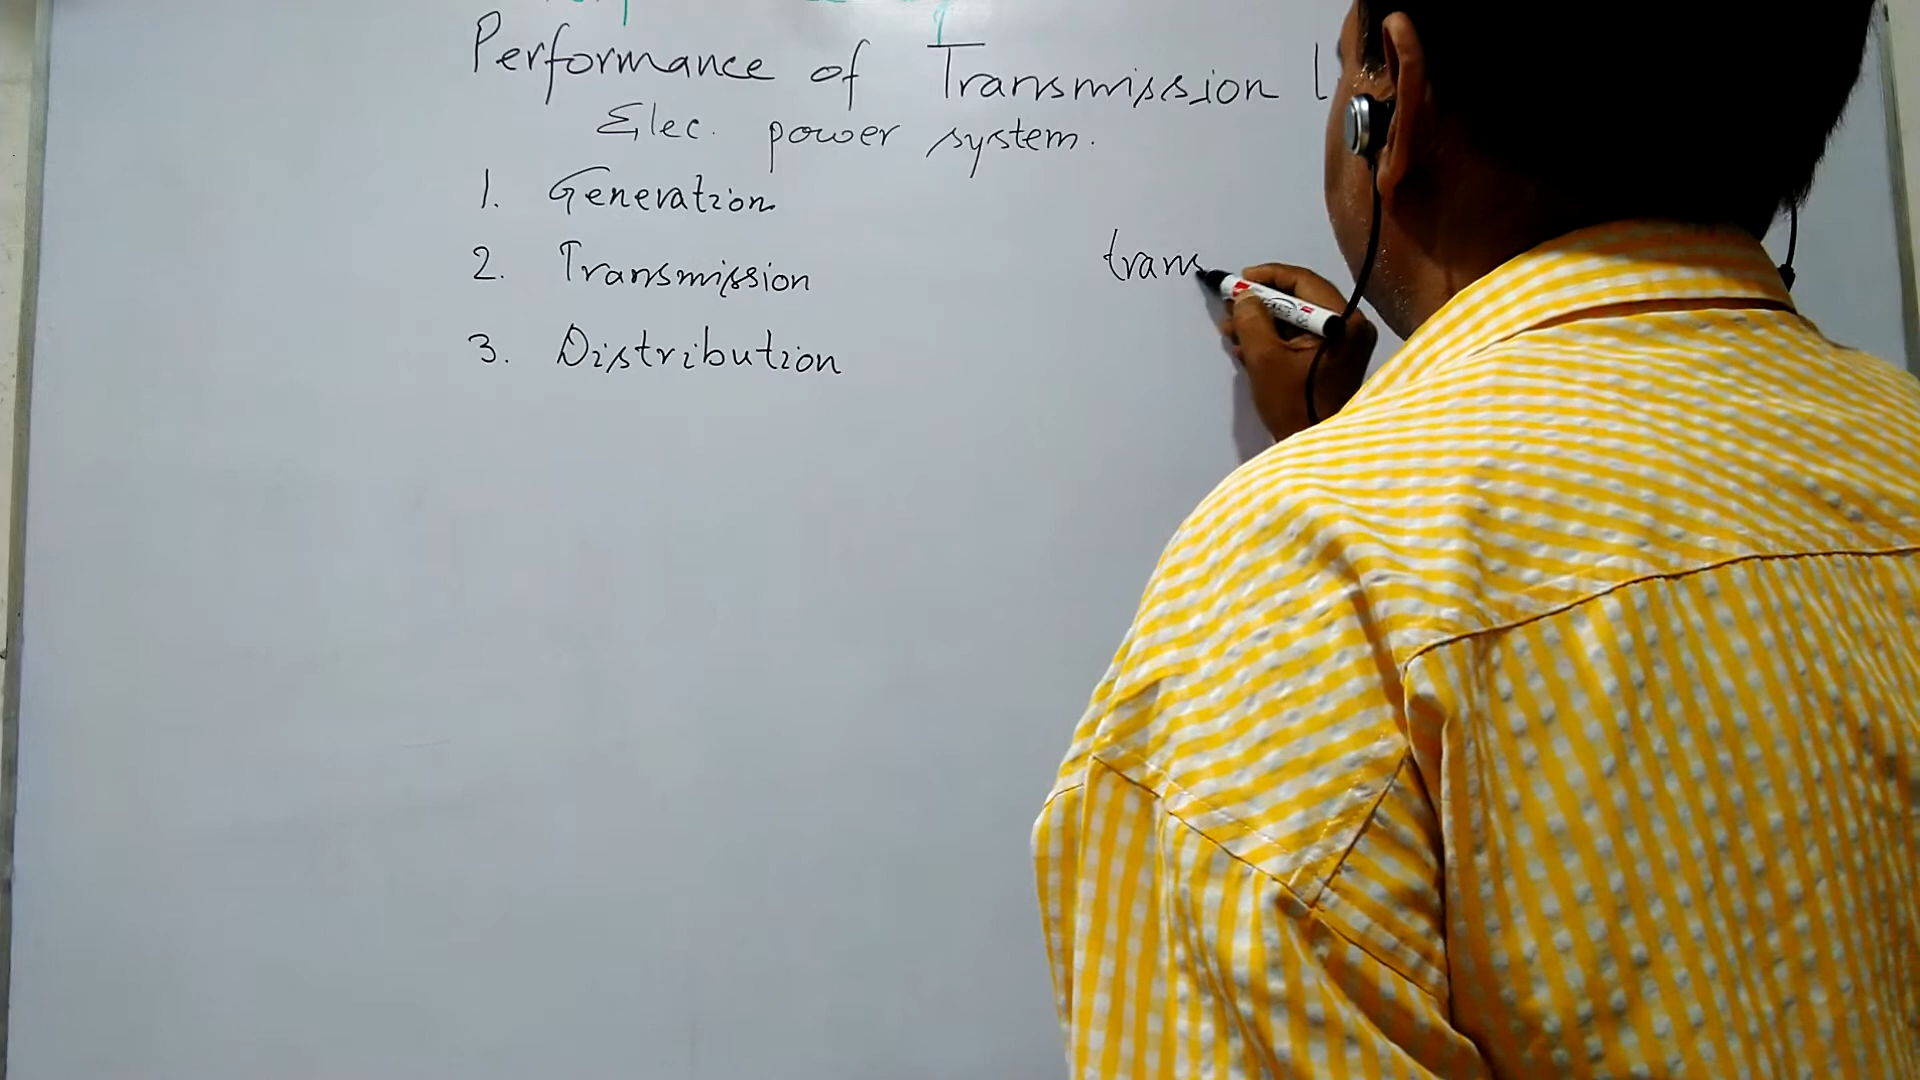 Performance of Transmission l
Elec. power system.
1. Generation
2. Transmission
trans
3. Distribution